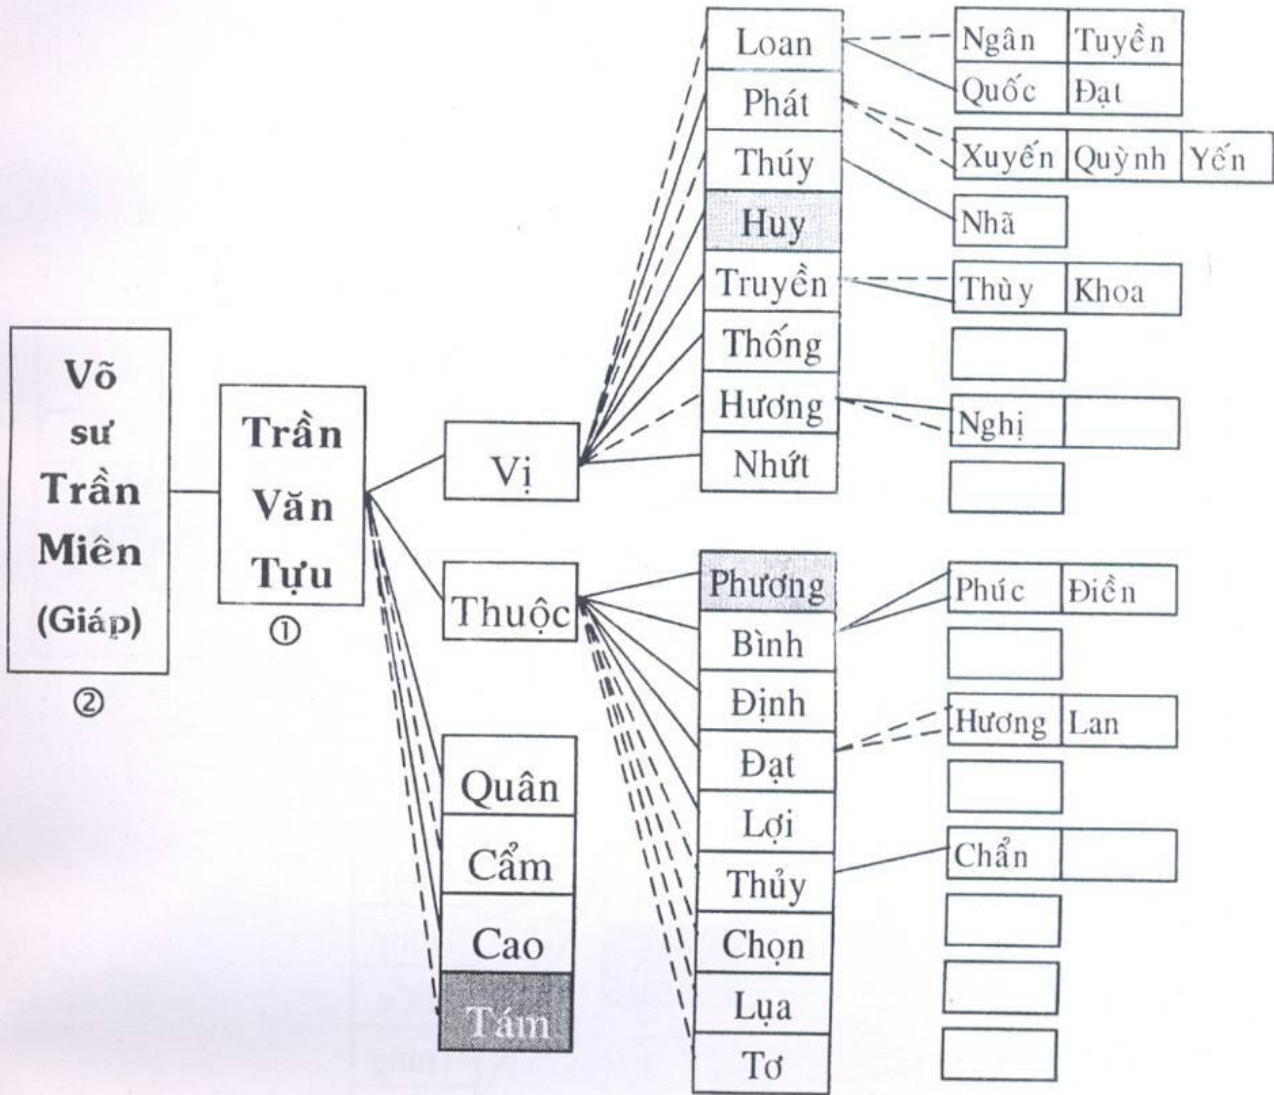 Võ
sư
Trần
Miên
(Giáp)
②
Trần
Văn
Tựu
①
Vị
Thuộc
Quân
Cẩm
Cao
Tám
Loan
Phát
Thúy
Huy
Truyền
Thống
Hương
Nhứt
Phương
Bình
Định
Đạt
Lợi
Thủy
Chọn
Lụa
Tơ
Ngân Tuyền
Quốc Đạt
Xuyến Quỳnh Yến
Nhã
Thùy Khoa
Nghị
Phúc Điền
Hương Lan
Chẩn